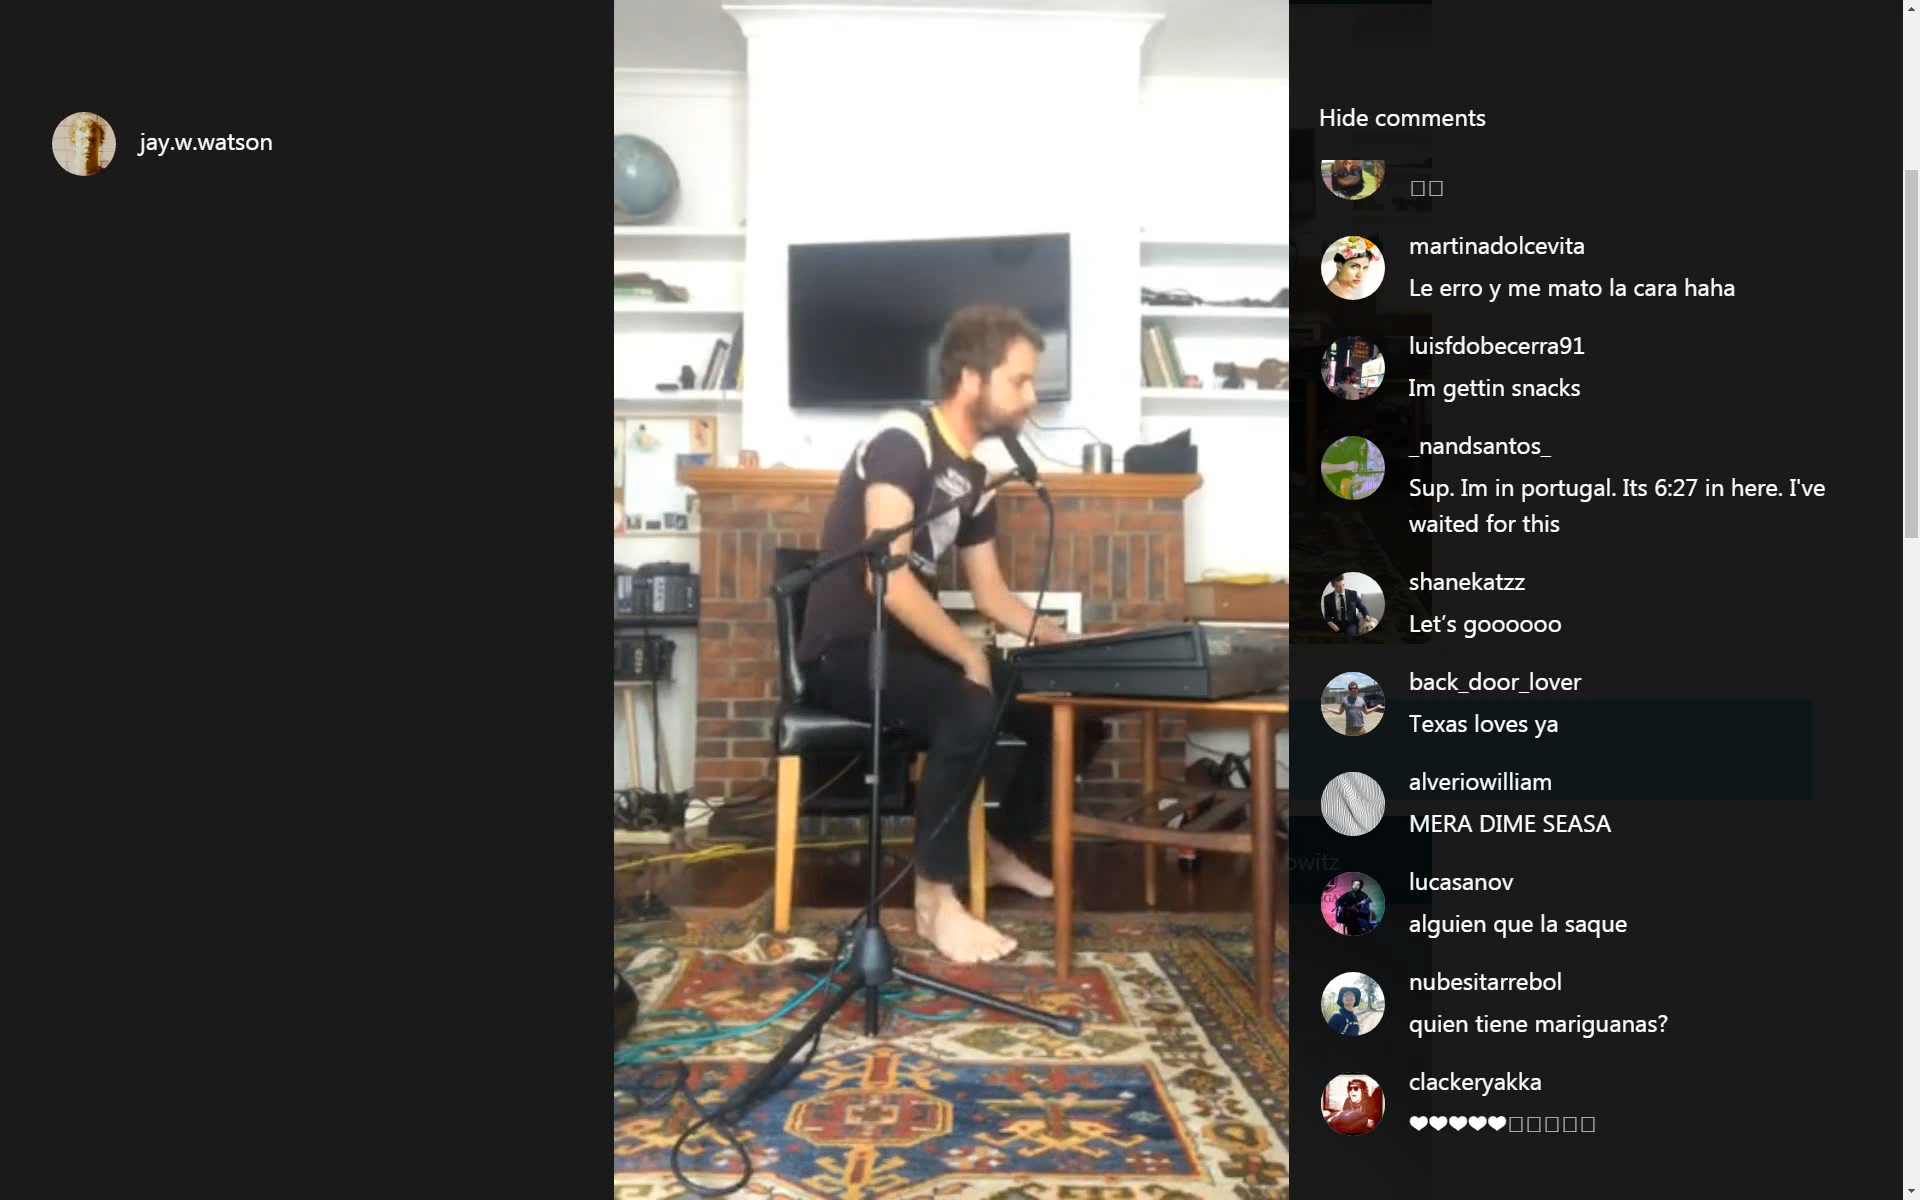 jay.w.watson
Hide comments
martinadolcevita
Le erro y me mato la cara haha
luisfdobecerra91
Im gettin snacks
_nandsantos_
Sup. Im in portugal. Its 6:27 in here. I've
waited for this
shanekatzz
Let’s goooooo
back_door_lover
Texas loves ya
alveriowilliam
MERA DIME SEASA
owitz
lucasanov
alguien que la saque
nubesitarrebol
quien tiene mariguanas?
clackeryakka
❤❤❤❤❤